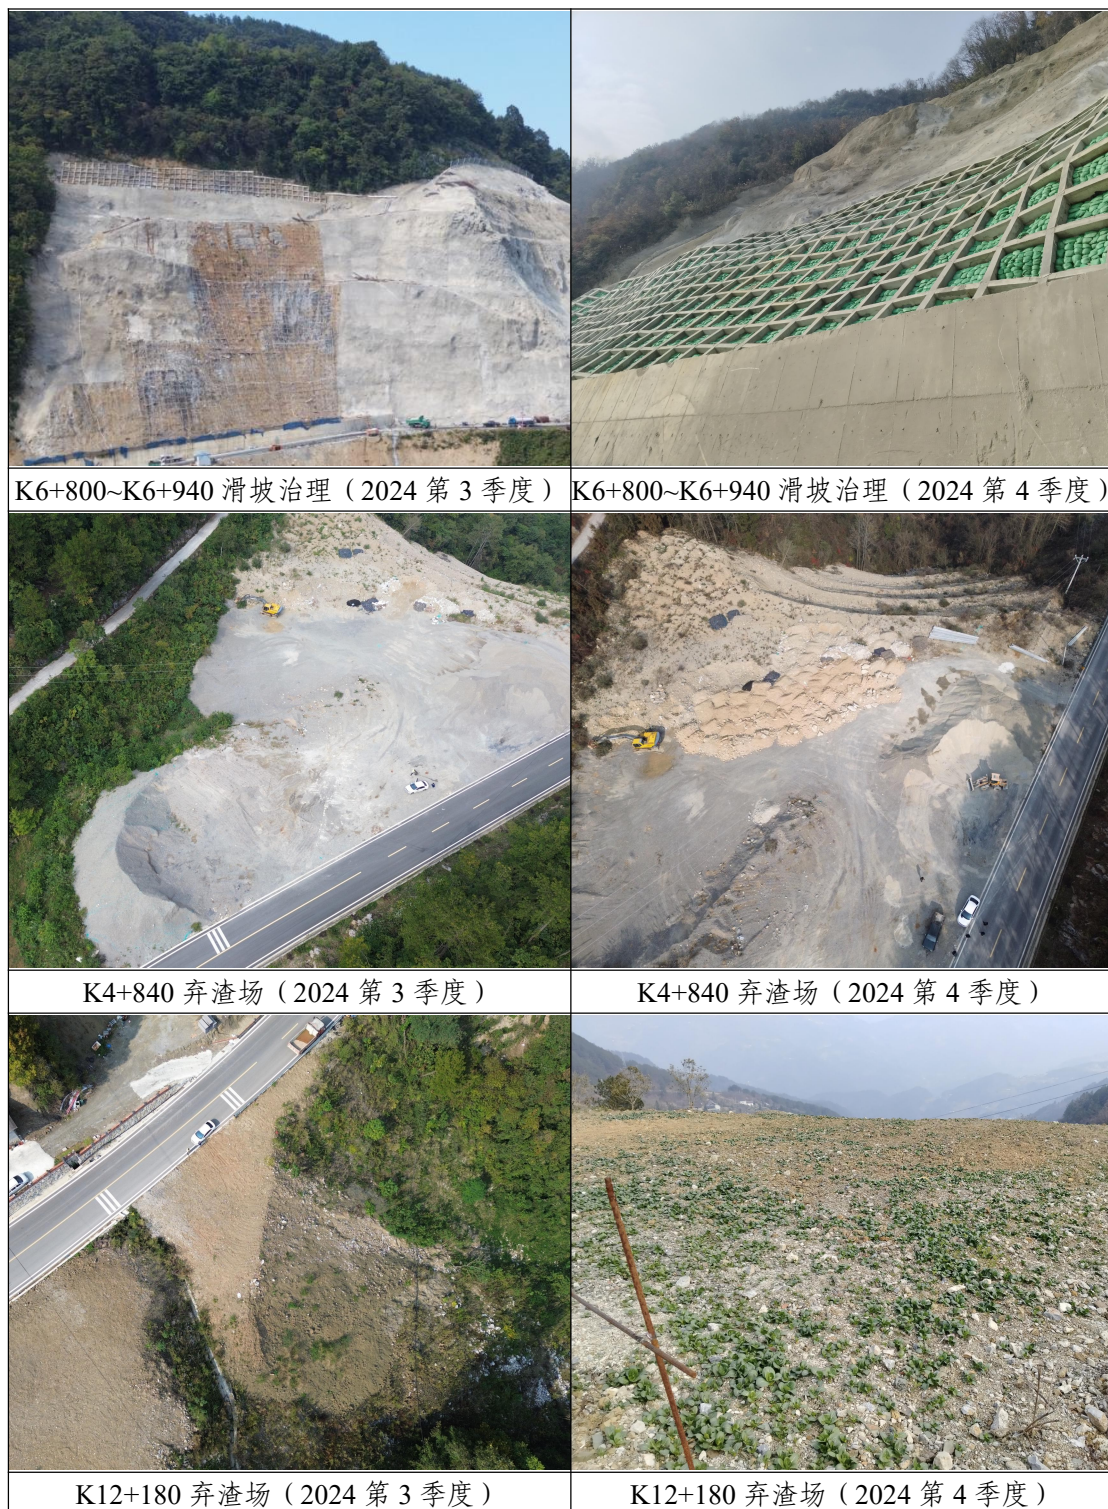 K6+800~K6+940 滑坡治理（2024 第 3 季度）
K6+800~K6+940 滑坡治理（2024 第 4 季度）
K4+840 弃渣场（2024 第 3 季度）
K4+840 弃渣场（2024 第 4 季度）
K12+180 弃渣场（2024 第 3 季度）
K12+180 弃渣场（2024 第 4 季度）